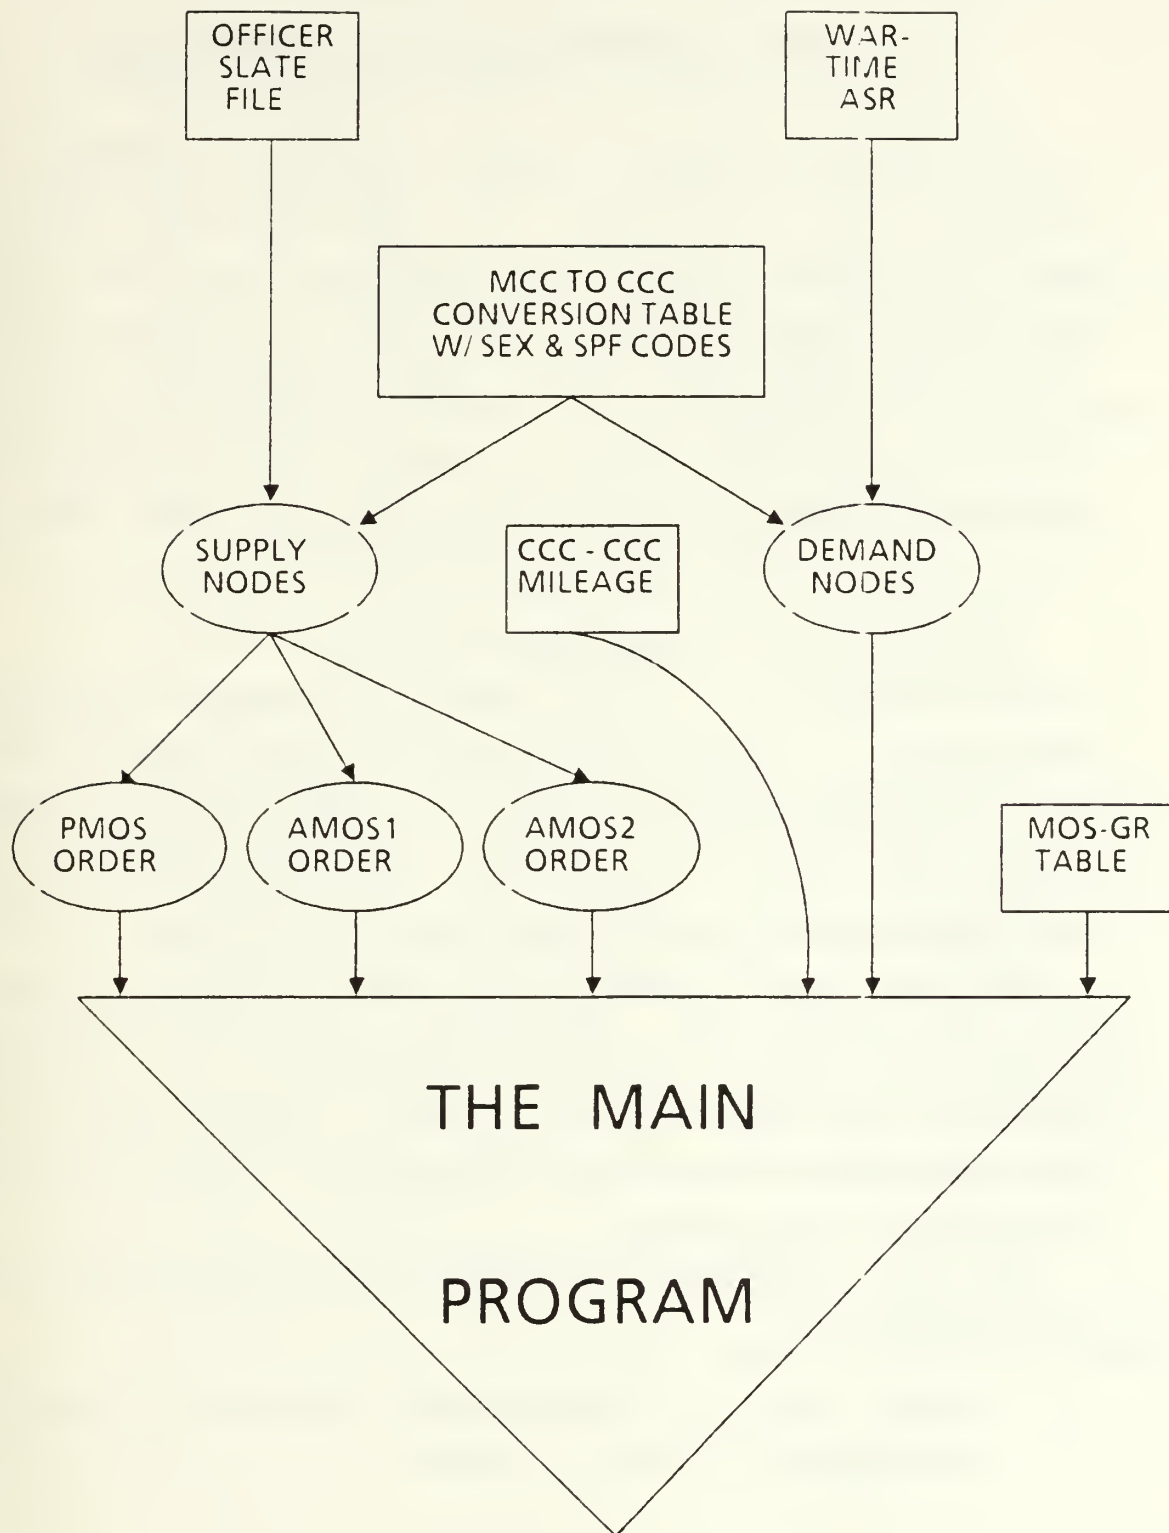 OFFICER
SLATE
FILE
WAR-
TIME
ASR
MCC TO CCC
CONVERSION TABLE
W/ SEX & SPF CODES
SUPPLY
NODES
CCC - CCC
MILEAGE
DEMAND
NODES
PMOS
ORDER
AMOS1
ORDER
AMOS2
ORDER
MOS-GR
TABLE
THE MAIN
PROGRAM